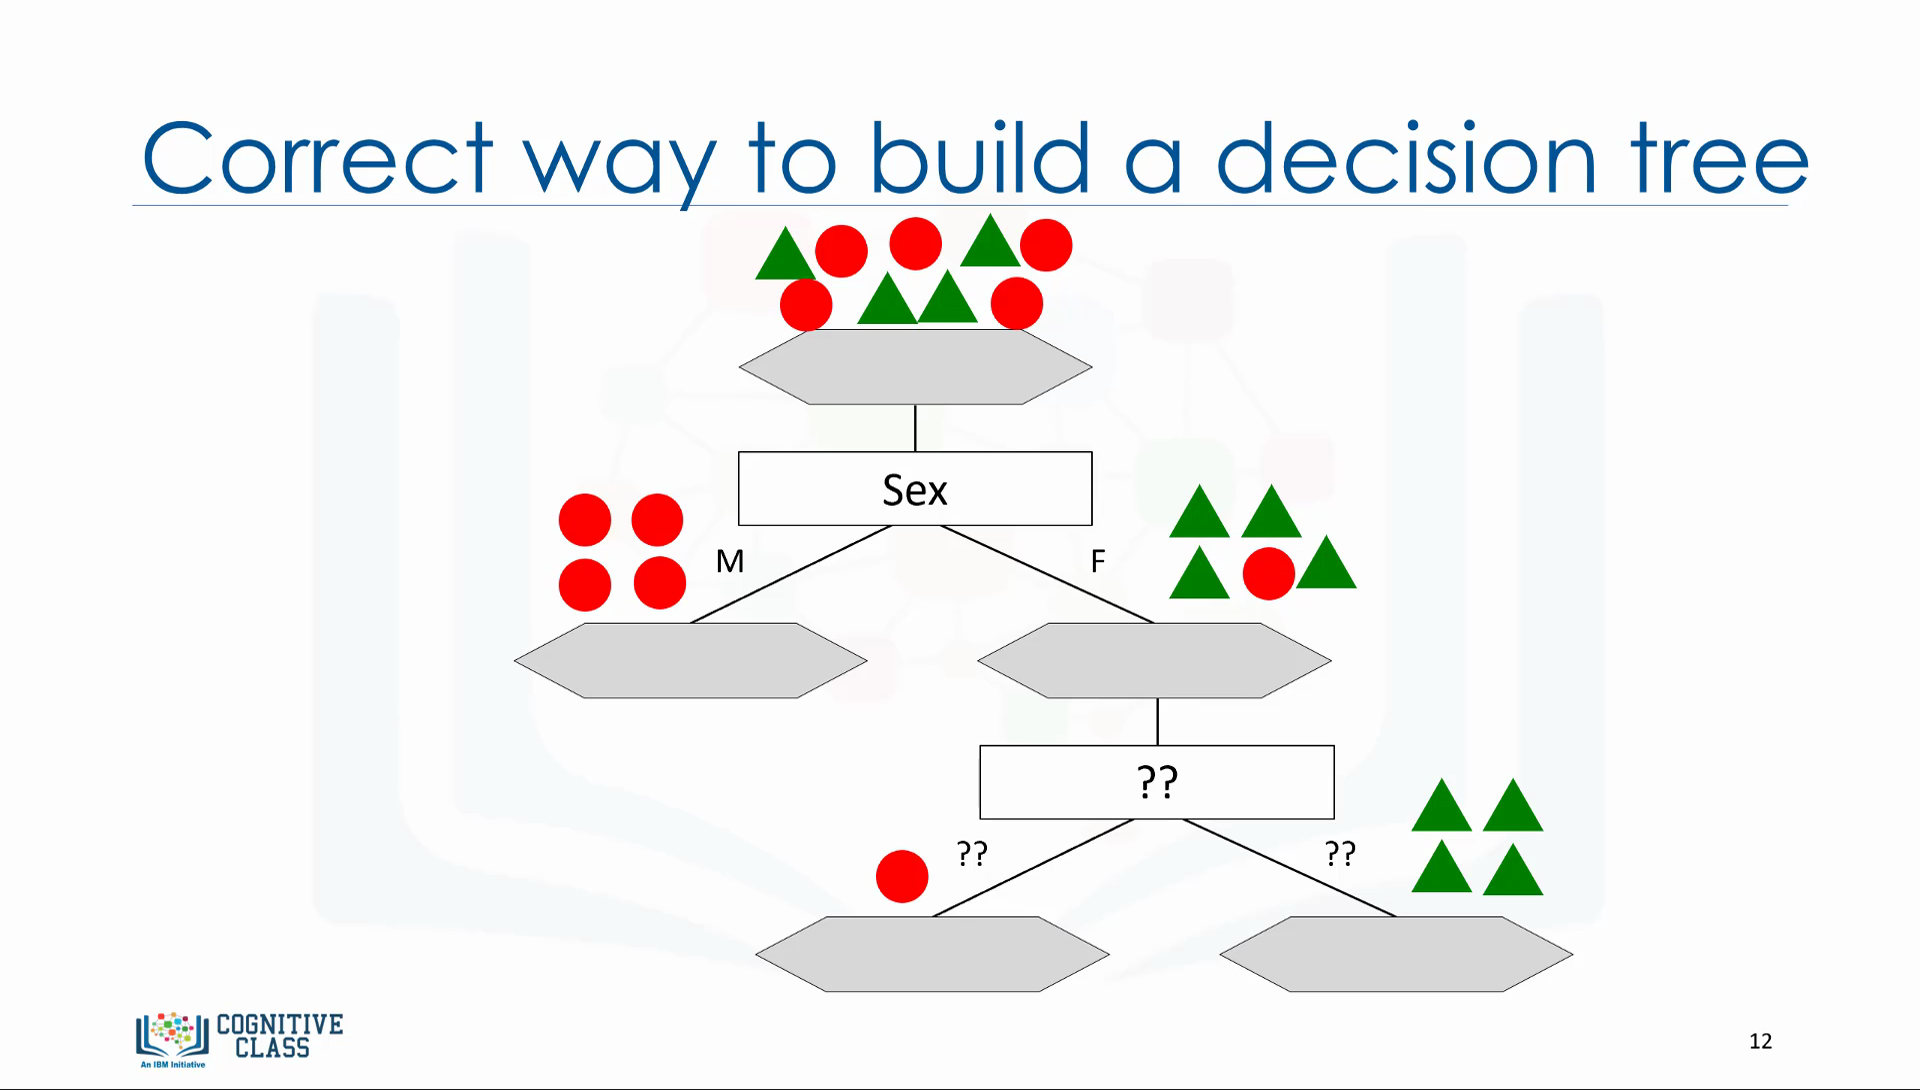 Correct way to build a decision tree
Sex
M
F
??
??
??
COGNITIVE
CLASS
An IBM Initiative
12